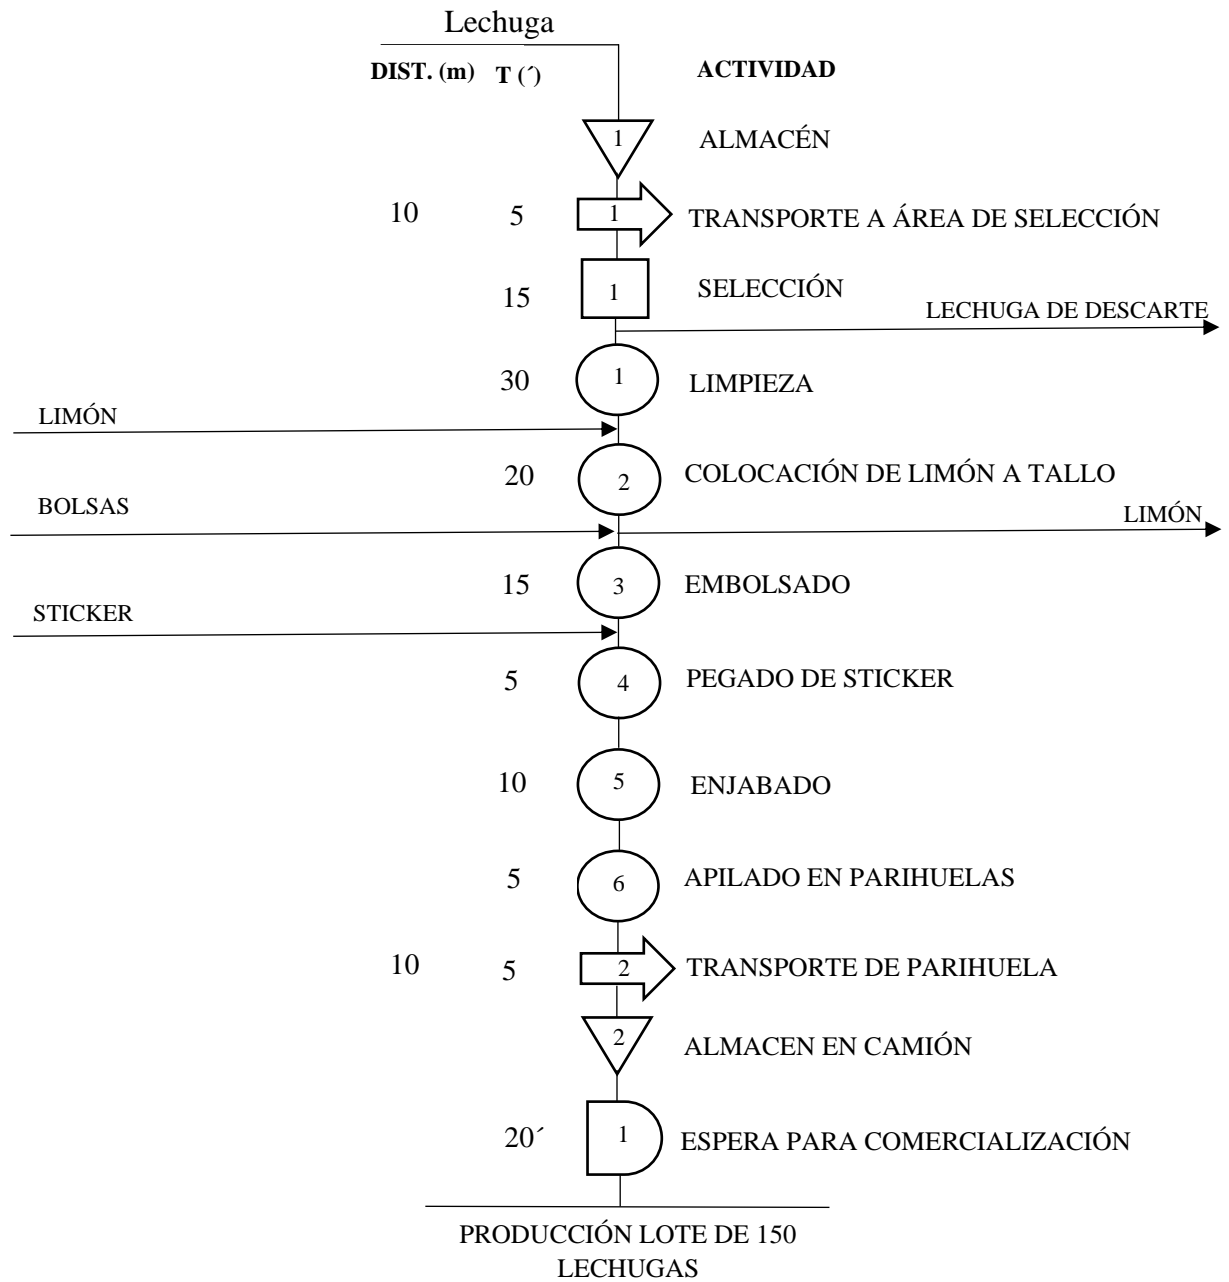 Lechuga
DIST. (m) T (´) ACTIVIDAD
1 ALMACÉN
10 5 1 TRANSPORTE A ÁREA DE SELECCIÓN
15 1 SELECCIÓN
LECHUGA DE DESCARTE
30 1 LIMPIEZA
LIMÓN
20 2 COLOCACIÓN DE LIMÓN A TALLO
BOLSAS LIMÓN
15 3 EMBOLSADO
STICKER
5 4 PEGADO DE STICKER
10 5 ENJABADO
5 6 APILADO EN PARIHUELAS
10 5 2 TRANSPORTE DE PARIHUELA
2 ALMACEN EN CAMIÓN
20´ 1 ESPERA PARA COMERCIALIZACIÓN
PRODUCCIÓN LOTE DE 150
LECHUGAS